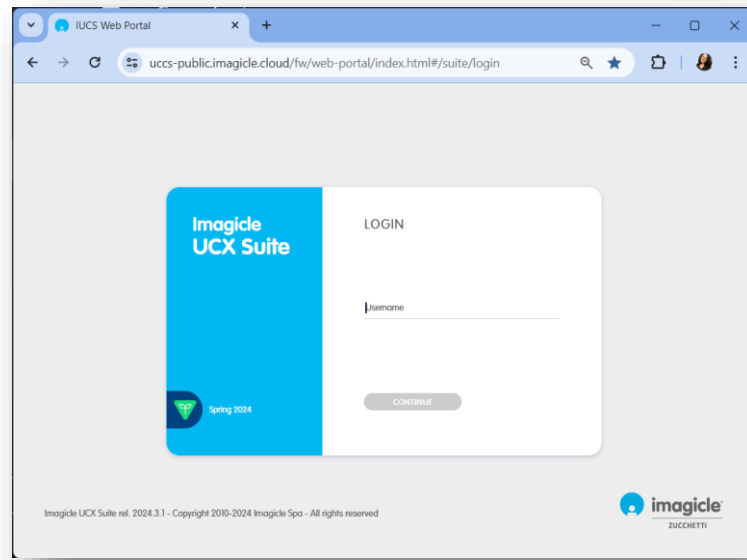 IUCS Web Portal
uccs-public.imagicle.cloud/fw/web-portal/index.html#/suite/login
Imagicle
UCX Suite
Spring 2024
LOGIN
Username
CONTINUE
Imagicle UCX Suite rel. 2024.3.1 - Copyright 2010-2024 Imagicle Spa - All rights reserved
imagicle
ZUCCHETTI